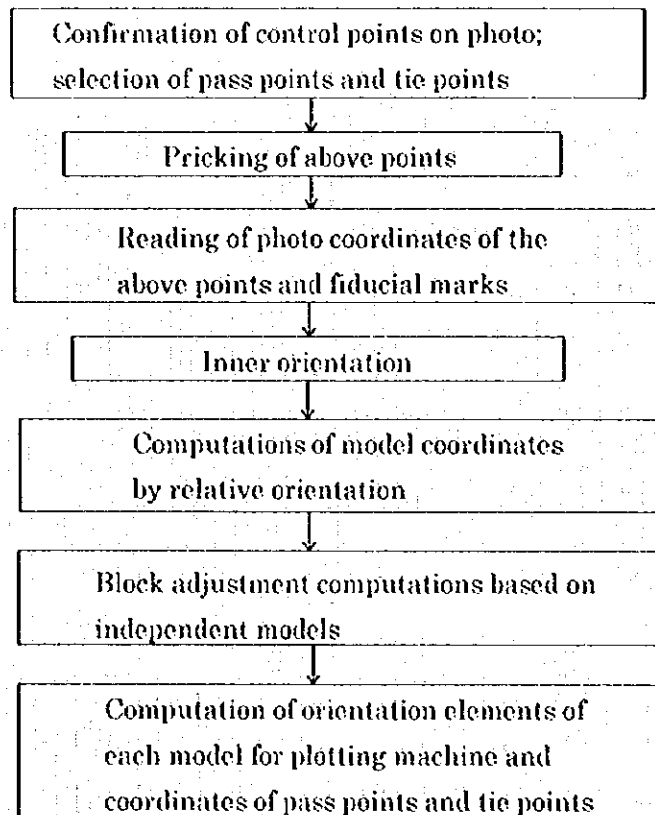 Confirmation of control points on photo;
selection of pass points and tie points
Pricking of above points
Reading of photo coordinates of the
above points and fiducial marks
Inner orientation
Computations of model coordinates
by relative orientation
Block adjustment computations based on
independent models
Computation of orientation elements of
each model for plotting machine and
coordinates of pass points and tie points